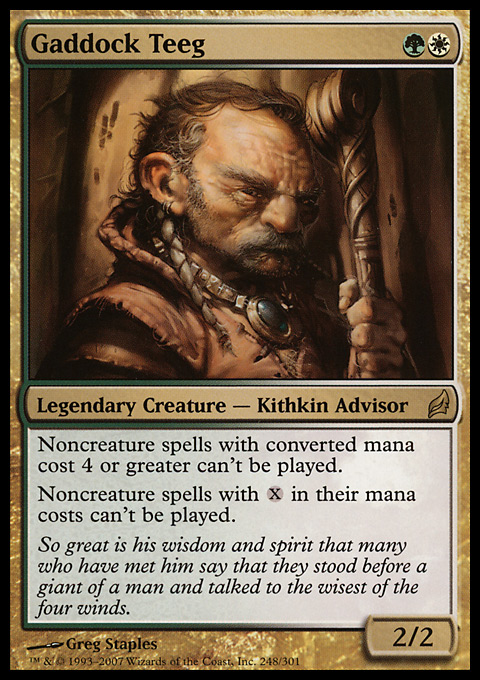 Gaddock Teeg
Legendary Creature — Kithkin Advisor
Noncreature spells with converted mana
cost 4 or greater can't be played.
Noncreature spells with X in their mana
costs can't be played.
So great is his wisdom and spirit that many
who have met him say that they stood before a
giant of a man and talked to the wisest of the
four winds.
2/2
Greg Staples
™ & © 1993–2007 Wizards of the Coast, Inc. 248/301